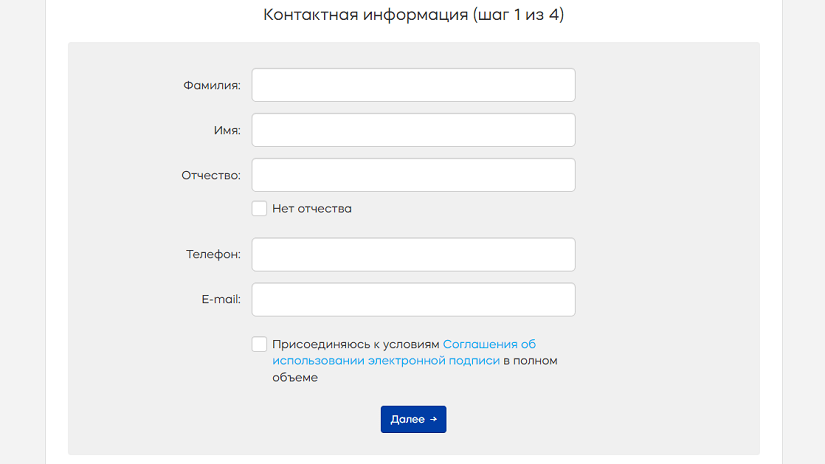 Контактная информация (шаг 1 из 4)
Фамилия:
Имя:
Отчество:
Нет отчества
Телефон:
E-mail:
Присоединяюсь к условиям Соглашения об
использовании электронной подписи в полном
объеме
Далее →